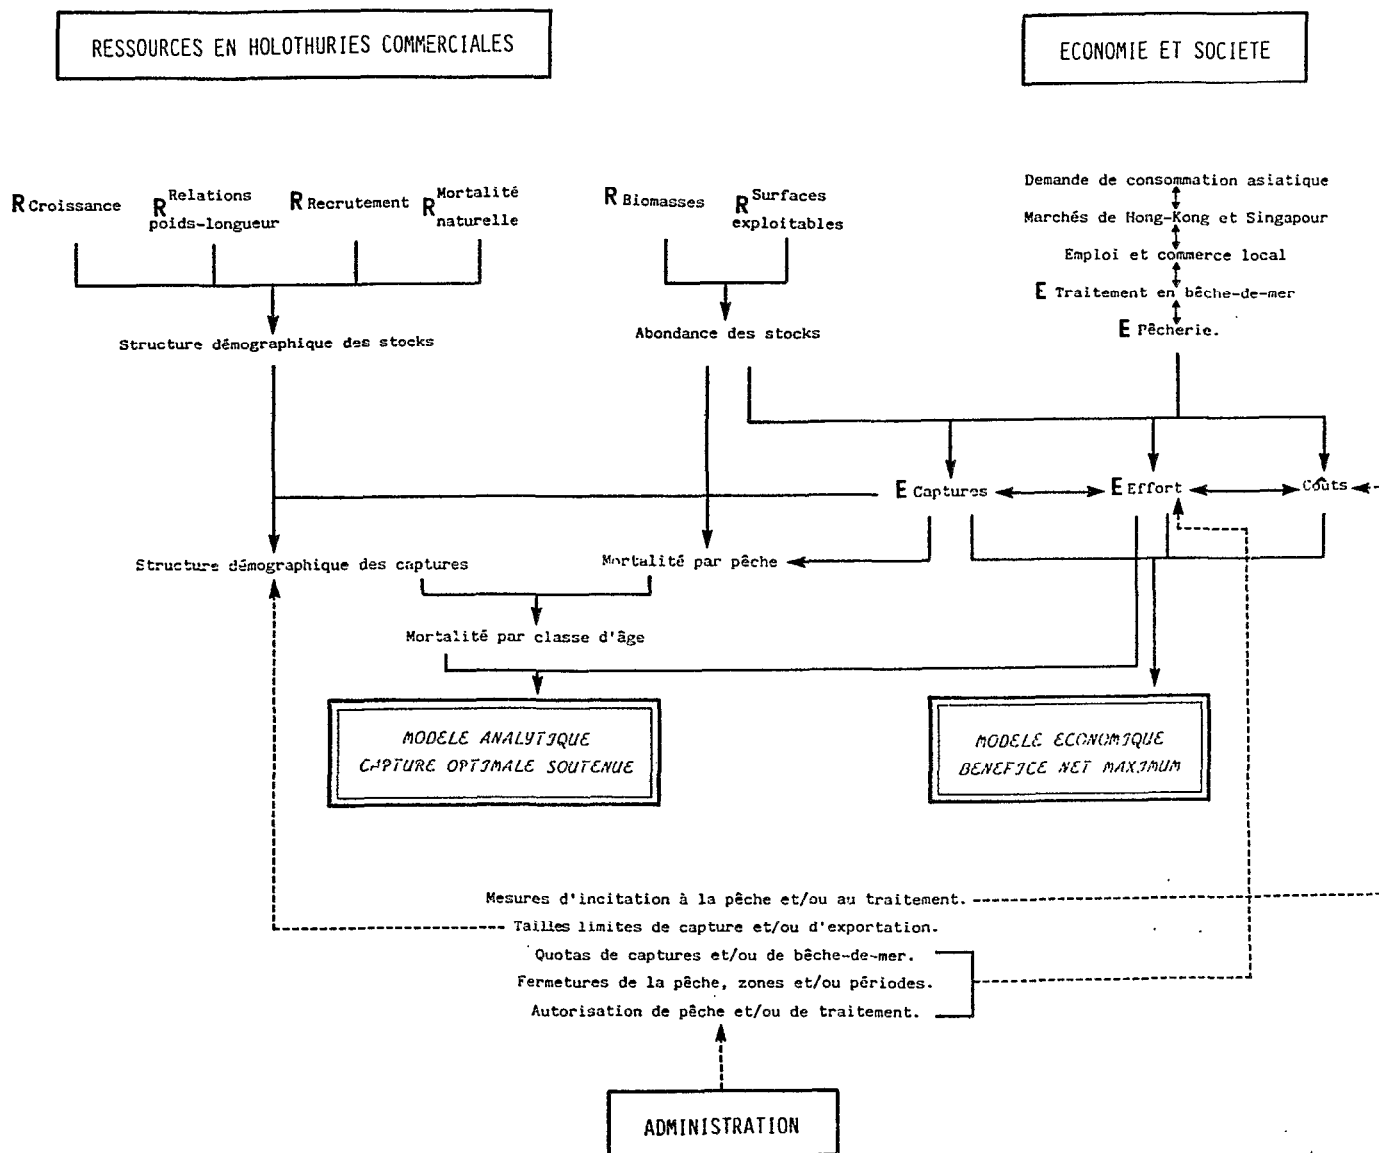 RESSOURCES EN HOLOTHURIES COMMERCIALES
ECONOMIE ET SOCIETE
R Croissance
R Relations
poids-longueur
R Recrutement
R Mortalité
naturelle
R Biomasses
R Surfaces
exploitables
Demande de consommation asiatique
Marchés de Hong-Kong et Singapour
Emploi et commerce local
E Traitement en bêche-de-mer
E Pêcherie.
Structure démographique des stocks
Abondance des stocks
E Captures
E Effort
Coûts
Structure démographique des captures
Mortalité par pêche
Mortalité par classe d'âge
MODELE ANALYTIQUE
CAPTURE OPTIMALE SOUTENUE
MODELE ECONOMIQUE
BENEFICE NET MAXIMUM
Mesures d'incitation à la pêche et/ou au traitement.
Tailles limites de capture et/ou d'exportation.
Quotas de captures et/ou de bêche-de-mer.
Fermetures de la pêche, zones et/ou périodes.
Autorisation de pêche et/ou de traitement.
ADMINISTRATION